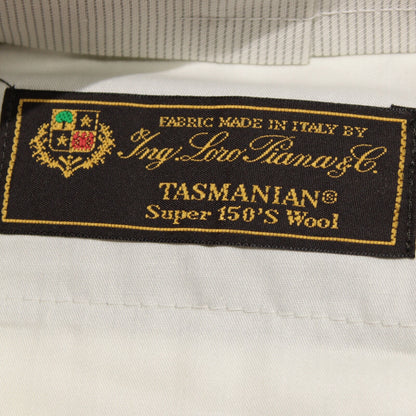 FABRIC MADE IN ITALY BY
Ing. Loro Piana & C.
TASMANIAN®
Super 150'S Wool